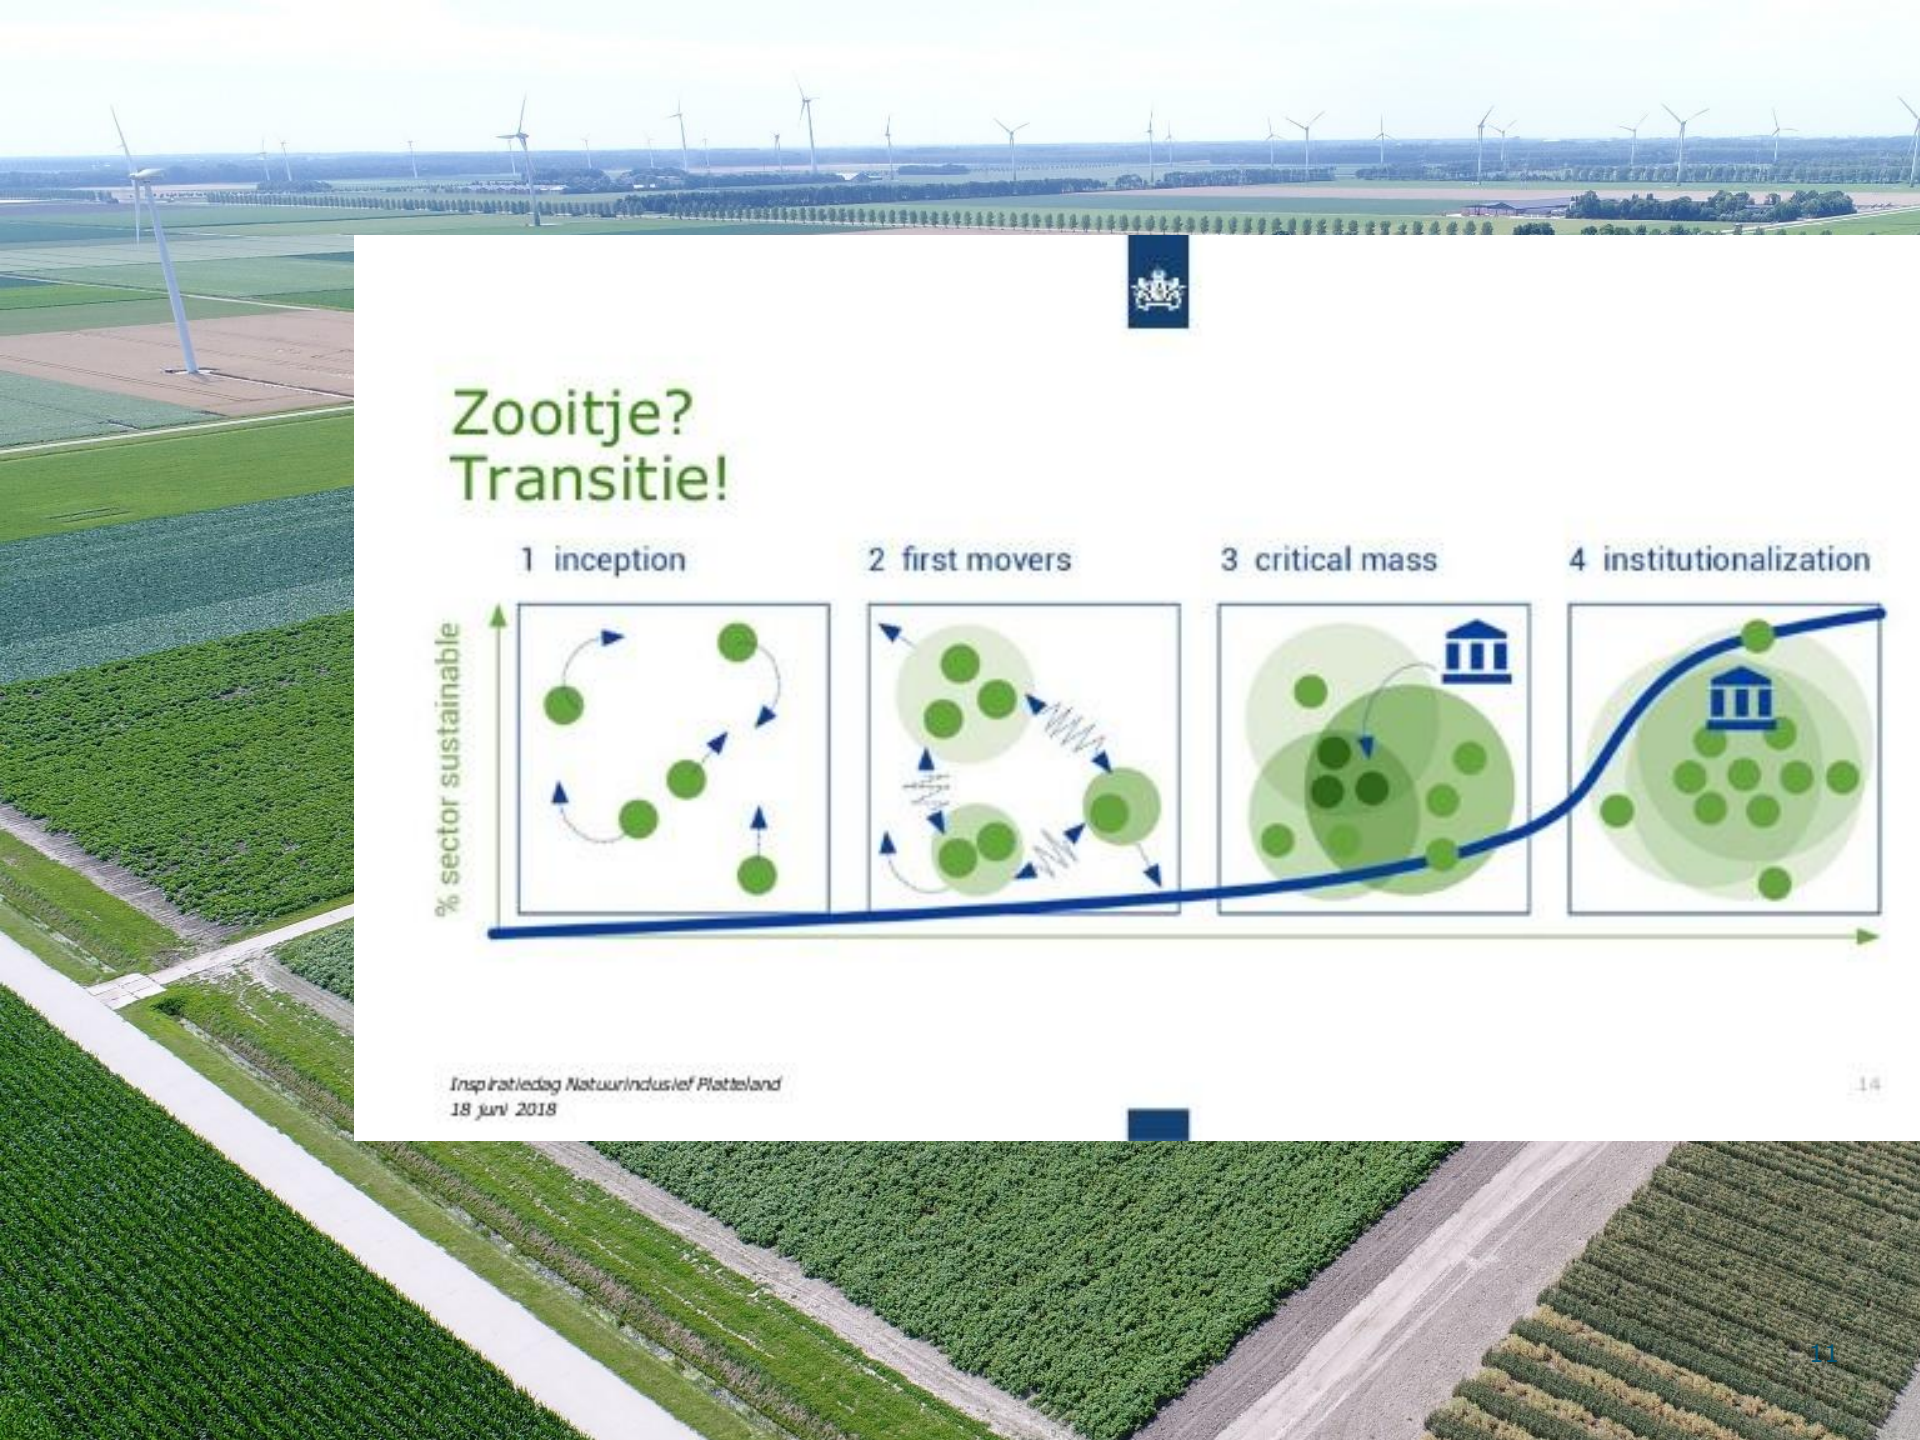 Zooitje?
Transitie!
1 inception
2 first movers
3 critical mass
4 institutionalization
% sector sustainable
Inspiratiedag Natuurinclusief Platteland
18 juni 2018
14
11